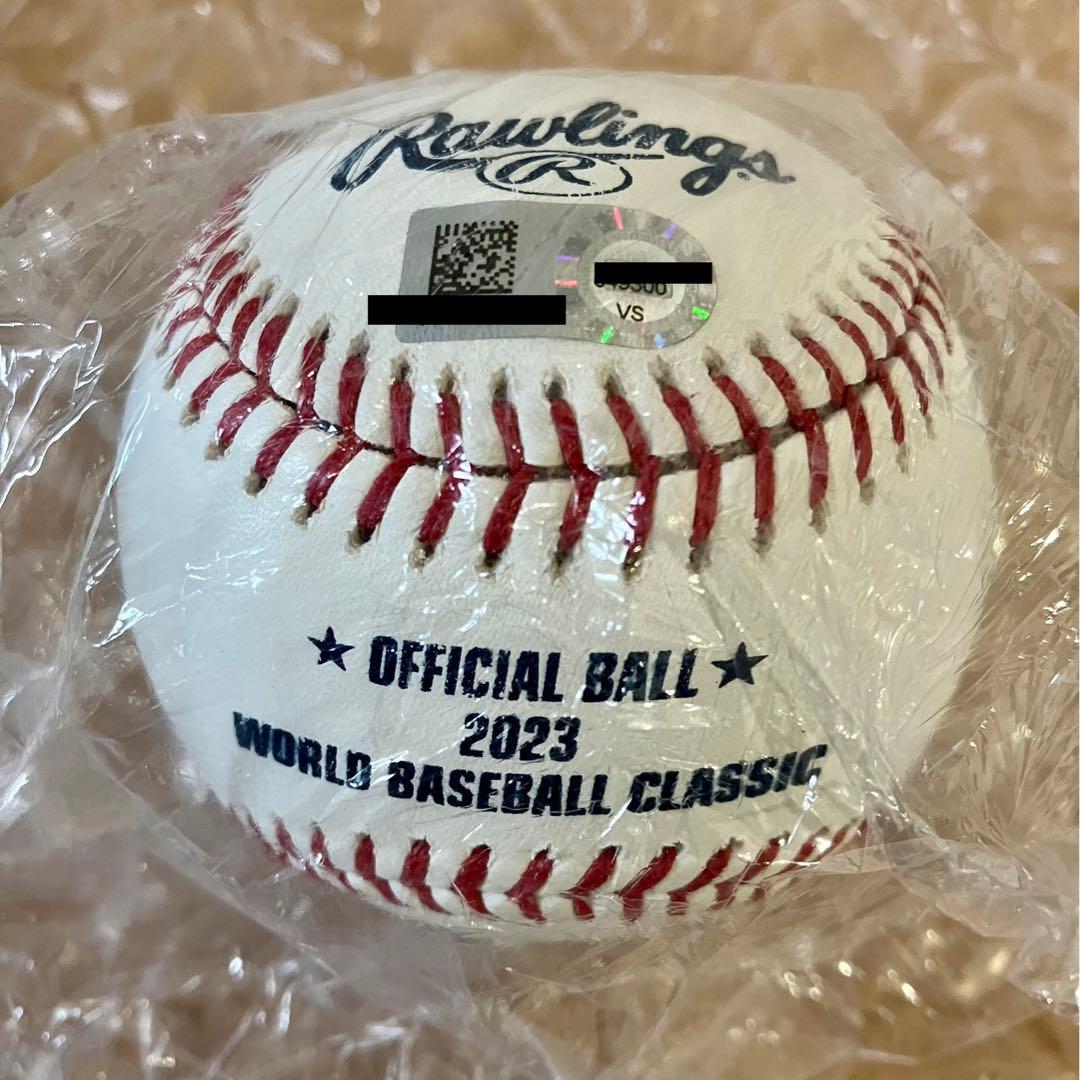 Rawlings
R
VS
OFFICIAL BALL
2023
WORLD BASEBALL CLASSIC